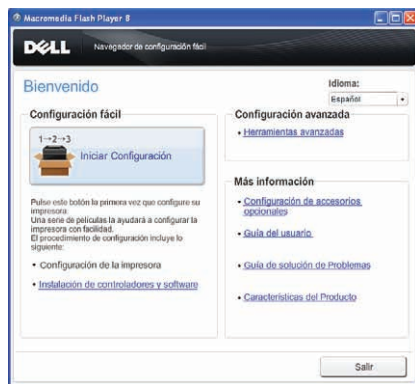 Macromedia Flash Player 8
DELL
Navegador de configuración fácil
Bienvenido
Idioma:
Español
Configuración fácil
1→2→3
Iniciar Configuración
Pulse este botón la primera vez que configure su
impresora.
Una serie de películas la ayudará a configurar la
impresora con facilidad.
El procedimiento de configuración incluye lo
siguiente:
• Configuración de la impresora
• Instalación de controladores y software
Configuración avanzada
• Herramientas avanzadas
Más información
• Configuración de accesorios
opcionales
• Guía del usuario
• Guía de solución de Problemas
• Características del Producto
Salir